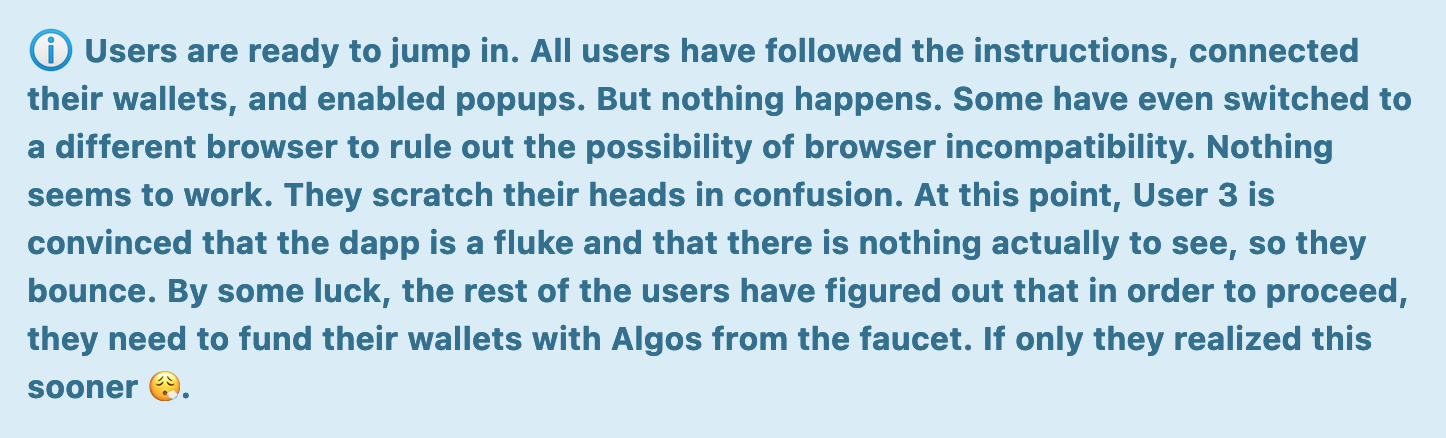 ℹ️ Users are ready to jump in. All users have followed the instructions, connected
their wallets, and enabled popups. But nothing happens. Some have even switched to
a different browser to rule out the possibility of browser incompatibility. Nothing
seems to work. They scratch their heads in confusion. At this point, User 3 is
convinced that the dapp is a fluke and that there is nothing actually to see, so they
bounce. By some luck, the rest of the users have figured out that in order to proceed,
they need to fund their wallets with Algos from the faucet. If only they realized this
sooner 😮‍💨.